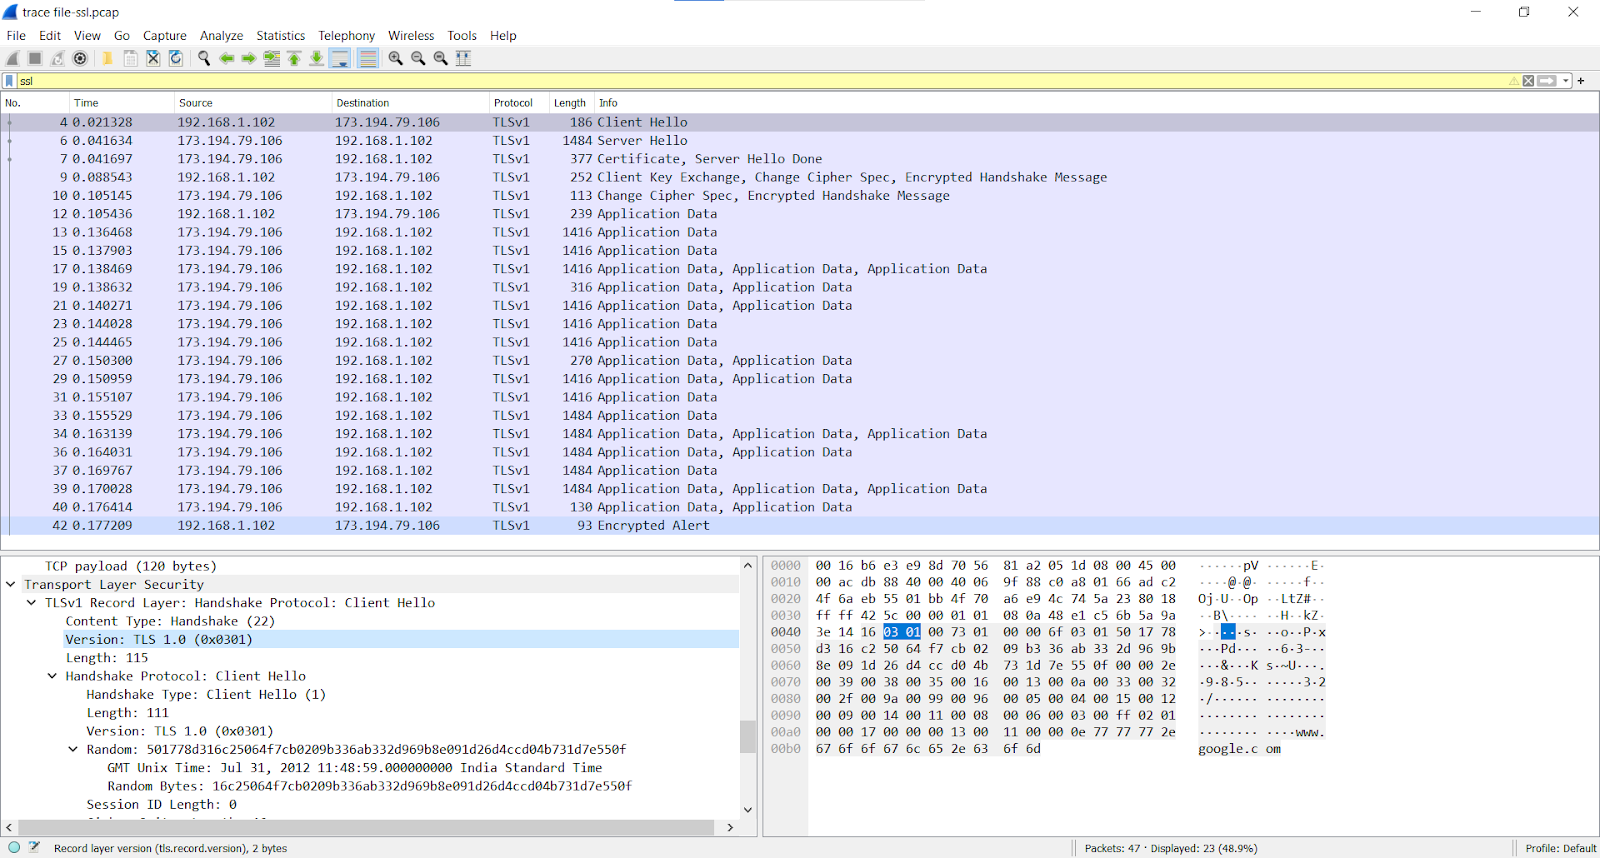 trace file-ssl.pcap
File Edit View Go Capture Analyze Statistics Telephony Wireless Tools Help
ssl
No. Time Source Destination Protocol Length Info
4 0.021328 192.168.1.102 173.194.79.106 TLSv1 186 Client Hello
6 0.041634 173.194.79.106 192.168.1.102 TLSv1 1484 Server Hello
7 0.041697 173.194.79.106 192.168.1.102 TLSv1 377 Certificate, Server Hello Done
9 0.088543 192.168.1.102 173.194.79.106 TLSv1 252 Client Key Exchange, Change Cipher Spec, Encrypted Handshake Message
10 0.105145 173.194.79.106 192.168.1.102 TLSv1 113 Change Cipher Spec, Encrypted Handshake Message
12 0.105436 192.168.1.102 173.194.79.106 TLSv1 239 Application Data
13 0.136468 173.194.79.106 192.168.1.102 TLSv1 1416 Application Data
15 0.137903 173.194.79.106 192.168.1.102 TLSv1 1416 Application Data
17 0.138469 173.194.79.106 192.168.1.102 TLSv1 1416 Application Data, Application Data, Application Data
19 0.138632 173.194.79.106 192.168.1.102 TLSv1 316 Application Data, Application Data
21 0.140271 173.194.79.106 192.168.1.102 TLSv1 1416 Application Data, Application Data
23 0.144028 173.194.79.106 192.168.1.102 TLSv1 1416 Application Data
25 0.144465 173.194.79.106 192.168.1.102 TLSv1 1416 Application Data
27 0.150300 173.194.79.106 192.168.1.102 TLSv1 270 Application Data, Application Data
29 0.150959 173.194.79.106 192.168.1.102 TLSv1 1416 Application Data, Application Data
31 0.155107 173.194.79.106 192.168.1.102 TLSv1 1416 Application Data
33 0.155529 173.194.79.106 192.168.1.102 TLSv1 1484 Application Data
34 0.163139 173.194.79.106 192.168.1.102 TLSv1 1484 Application Data, Application Data, Application Data
36 0.164031 173.194.79.106 192.168.1.102 TLSv1 1484 Application Data, Application Data
37 0.169767 173.194.79.106 192.168.1.102 TLSv1 1484 Application Data
39 0.170028 173.194.79.106 192.168.1.102 TLSv1 1484 Application Data, Application Data, Application Data
40 0.176414 173.194.79.106 192.168.1.102 TLSv1 130 Application Data, Application Data
42 0.177209 192.168.1.102 173.194.79.106 TLSv1 93 Encrypted Alert
TCP payload (120 bytes)
Transport Layer Security
TLSv1 Record Layer: Handshake Protocol: Client Hello
Content Type: Handshake (22)
Version: TLS 1.0 (0x0301)
Length: 115
Handshake Protocol: Client Hello
Handshake Type: Client Hello (1)
Length: 111
Version: TLS 1.0 (0x0301)
Random: 501778d316c25064f7cb0209b336ab332d969b8e091d26d4ccd04b731d7e550f
GMT Unix Time: Jul 31, 2012 11:48:59.000000000 India Standard Time
Random Bytes: 16c25064f7cb0209b336ab332d969b8e091d26d4ccd04b731d7e550f
Session ID Length: 0
0000 00 16 b6 e3 e9 8d 70 56 81 a2 05 1d 08 00 45 00 ······pV ······E·
0010 00 ac db 88 40 00 40 06 9f 88 c0 a8 01 66 ad c2 ····@·@· ·····f··
0020 4f 6a eb 55 01 bb 4f 70 a6 e9 4c 74 5a 23 80 18 Oj·U··Op ··LtZ#··
0030 ff ff 42 5c 00 00 01 01 08 0a 48 e1 c5 6b 5a 9a ··B\···· ··H··kZ·
0040 3e 14 16 03 01 00 73 01 00 00 6f 03 01 50 17 78 >·····s· ··o··P·x
0050 d3 16 c2 50 64 f7 cb 02 09 b3 36 ab 33 2d 96 9b ···Pd··· ··6·3-··
0060 8e 09 1d 26 d4 cc d0 4b 73 1d 7e 55 0f 00 00 2e ···&···K s·~U···.
0070 00 39 00 38 00 35 00 16 00 13 00 0a 00 33 00 32 ·9·8·5·· ·····3·2
0080 00 2f 00 9a 00 99 00 96 00 05 00 04 00 15 00 12 ·/······ ········
0090 00 09 00 14 00 11 00 08 00 06 00 03 00 ff 02 01 ········ ········
00a0 00 00 17 00 00 00 13 00 11 00 00 0e 77 77 77 2e ········ ····www.
00b0 67 6f 6f 67 6c 65 2e 63 6f 6d google.c om
Record layer version (tls.record.version), 2 bytes
Packets: 47 · Displayed: 23 (48.9%)
Profile: Default